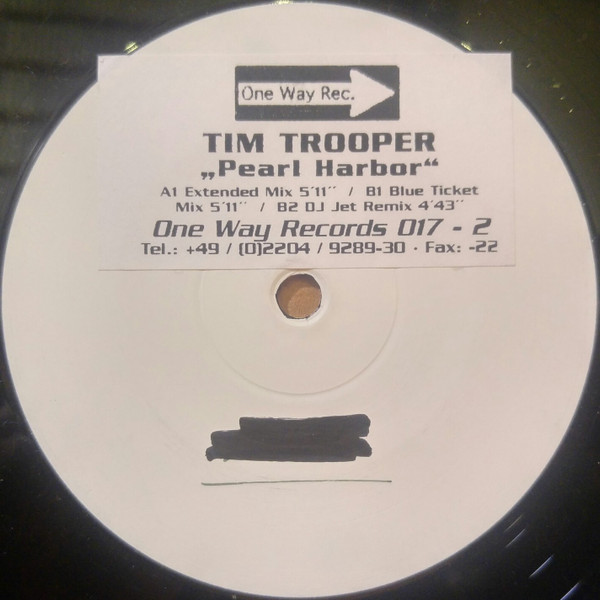 One Way Rec.
TIM TROOPER
„Pearl Harbor“
A1 Extended Mix 5´11´´ / B1 Blue Ticket
Mix 5´11´´ / B2 DJ Jet Remix 4´43´´
One Way Records 017 - 2
Tel.: +49 / (0)2204 / 9289-30 · Fax: -22